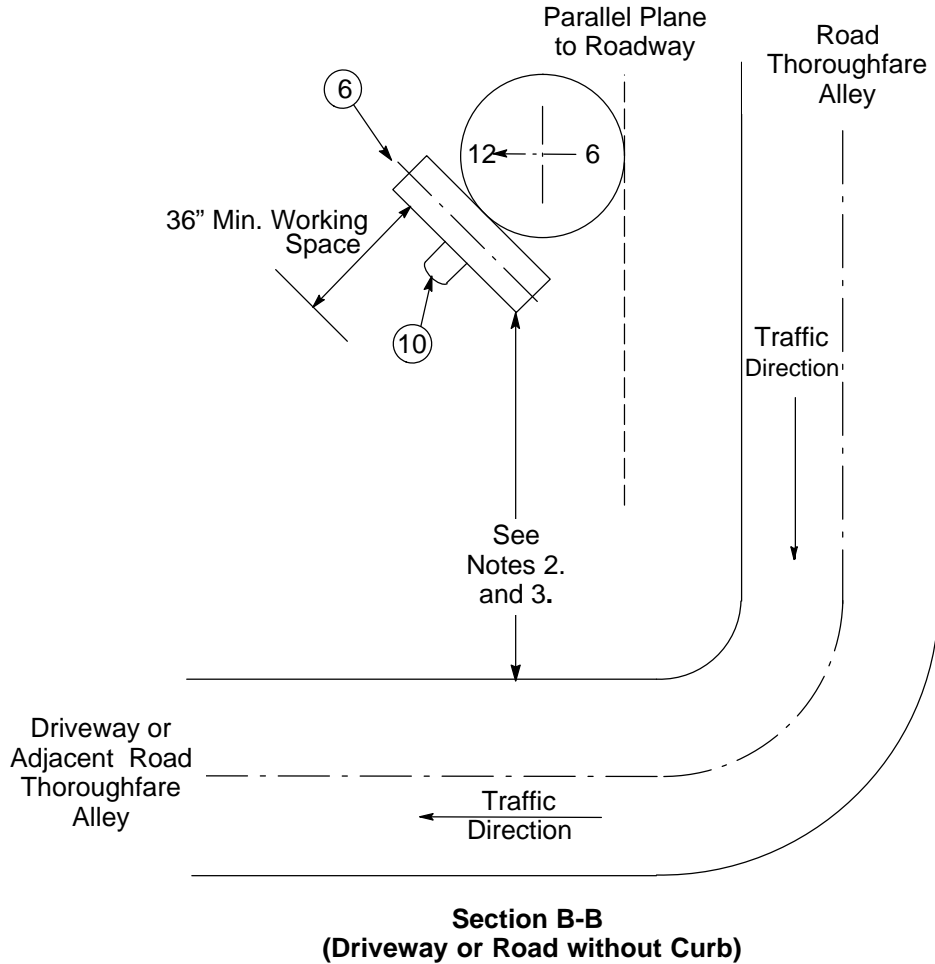 Parallel Plane
to Roadway
Road
Thoroughfare
Alley
6
12
6
36” Min. Working
Space
10
Traffic
Direction
See
Notes 2.
and 3.
Driveway or
Adjacent Road
Thoroughfare
Alley
Traffic
Direction
Section B-B
(Driveway or Road without Curb)